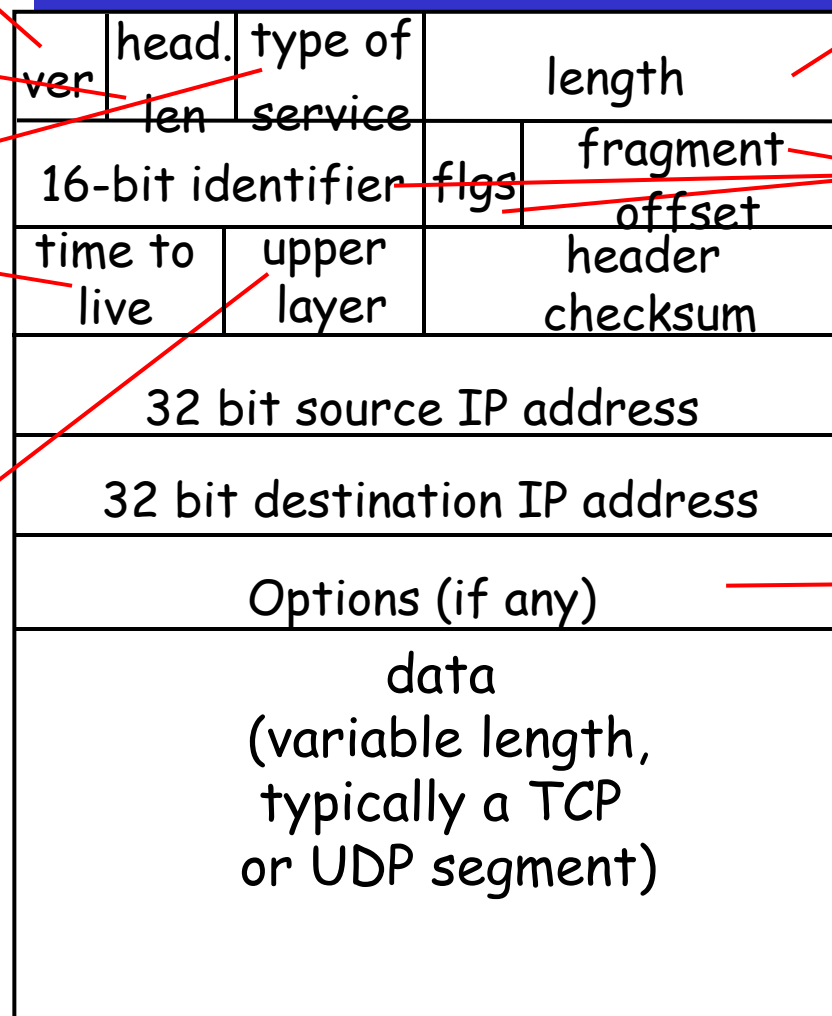 ver
head.
len
type of
service
length
16-bit identifier
flgs
fragment
offset
time to
live
upper
layer
header
checksum
32 bit source IP address
32 bit destination IP address
Options (if any)
data
(variable length,
typically a TCP
or UDP segment)